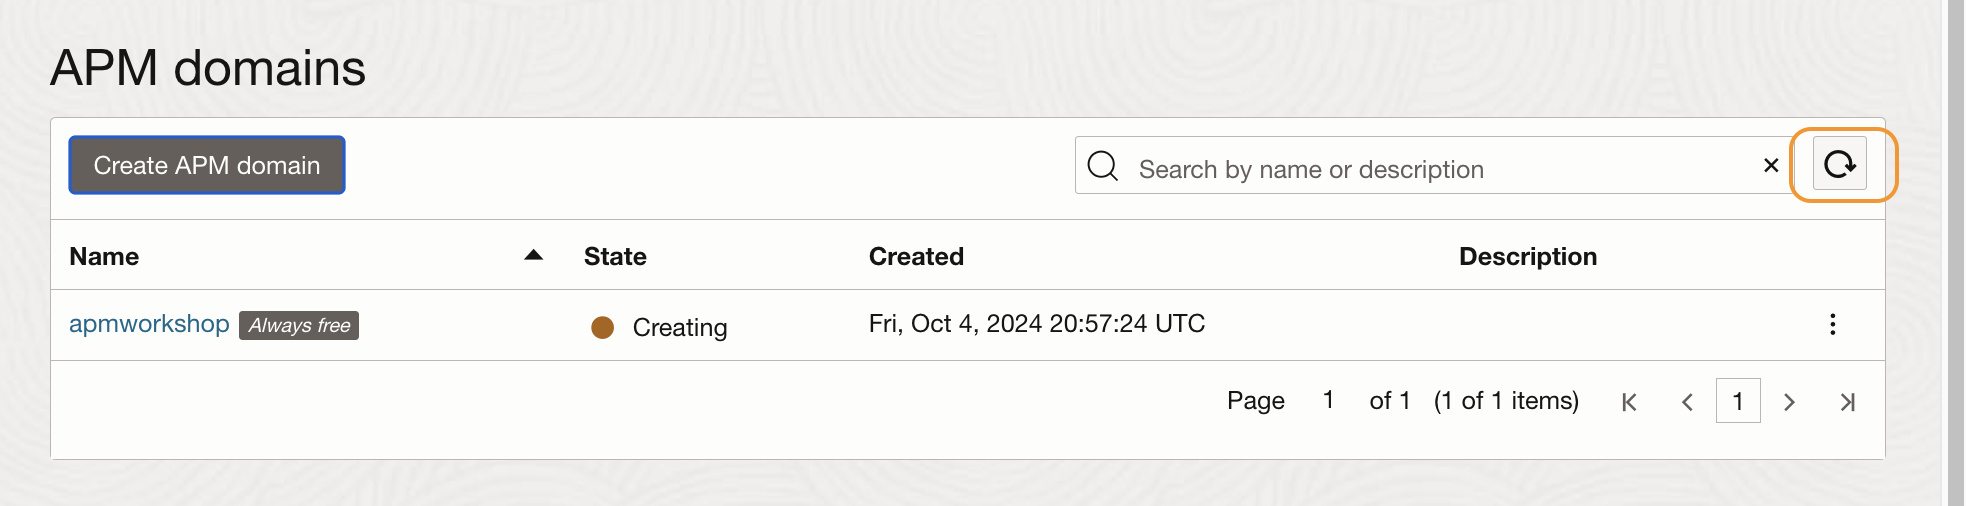 APM domains
Create APM domain
Search by name or description
Name State Created Description
apmworkshop Always free Creating Fri, Oct 4, 2024 20:57:24 UTC
Page 1 of 1 (1 of 1 items) 1